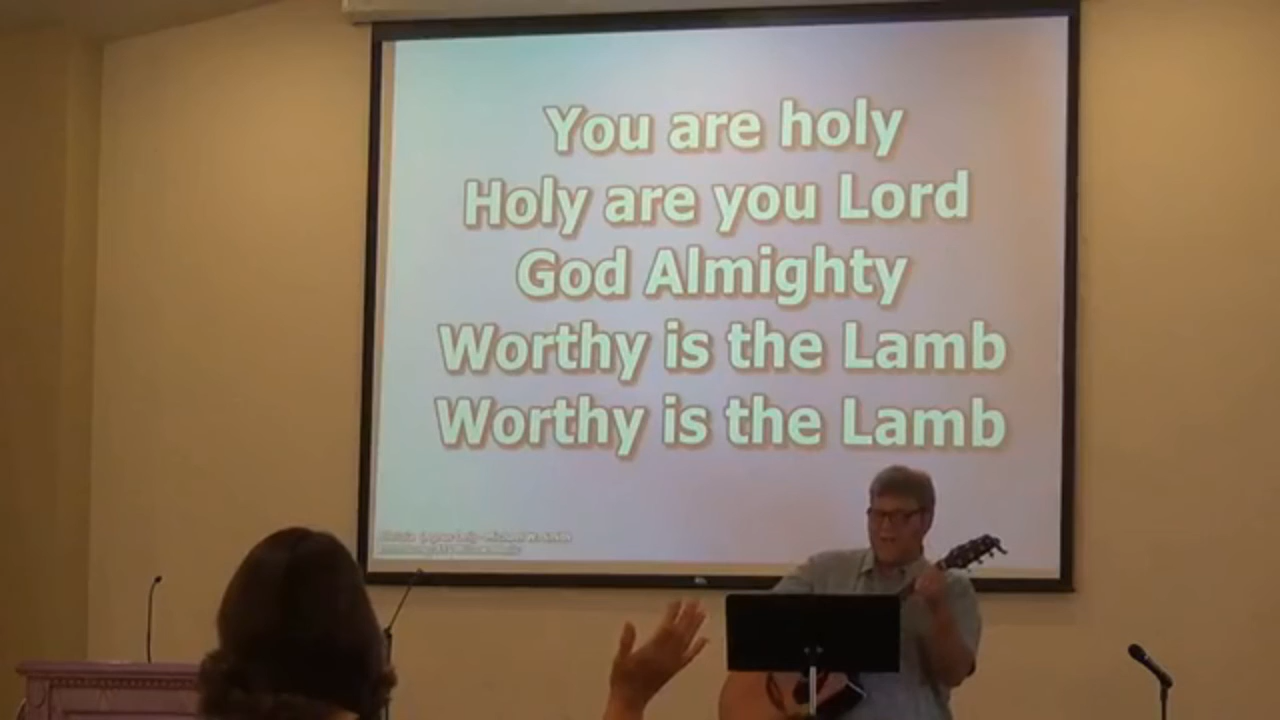 You are holy
Holy are you Lord
God Almighty
Worthy is the Lamb
Worthy is the Lamb